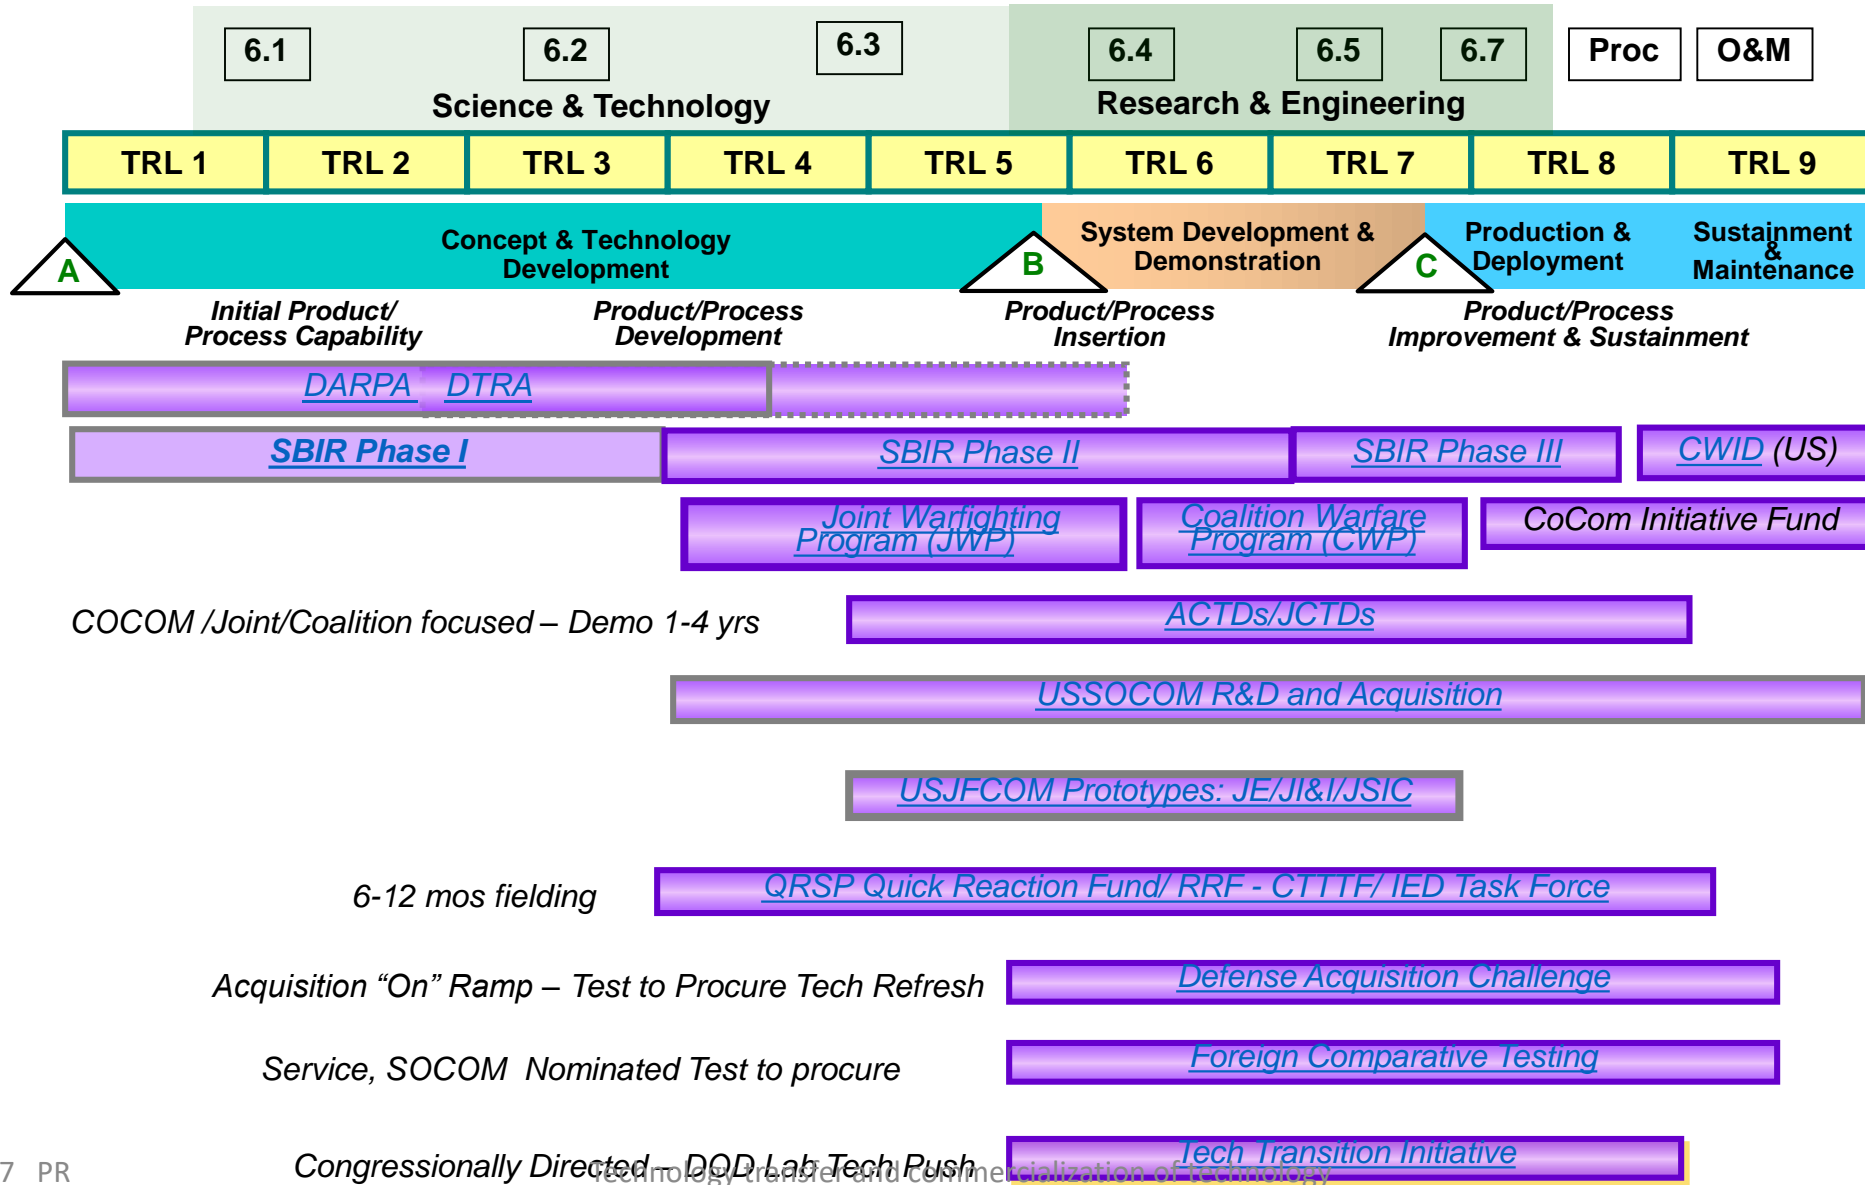 6.1 6.2 6.3 6.4 6.5 6.7 Proc O&M
Science & Technology Research & Engineering
TRL 1 TRL 2 TRL 3 TRL 4 TRL 5 TRL 6 TRL 7 TRL 8 TRL 9
A
Concept & Technology
Development
B
System Development &
Demonstration
C
Production &
Deployment
Sustainment
&
Maintenance
Initial Product/
Process Capability
Product/Process
Development
Product/Process
Insertion
Product/Process
Improvement & Sustainment
DARPA DTRA
SBIR Phase I SBIR Phase II SBIR Phase III CWID (US)
Joint Warfighting
Program (JWP)
Coalition Warfare
Program (CWP)
CoCom Initiative Fund
COCOM /Joint/Coalition focused – Demo 1-4 yrs ACTDs/JCTDs
USSOCOM R&D and Acquisition
USJFCOM Prototypes: JE/JI&I/JSIC
6-12 mos fielding QRSP Quick Reaction Fund/ RRF - CTTTF/ IED Task Force
Acquisition “On” Ramp – Test to Procure Tech Refresh Defense Acquisition Challenge
Service, SOCOM Nominated Test to procure Foreign Comparative Testing
Congressionally Directed – DOD Lab Tech Push Tech Transition Initiative
7 PR Technology transfer and commercialization of technology